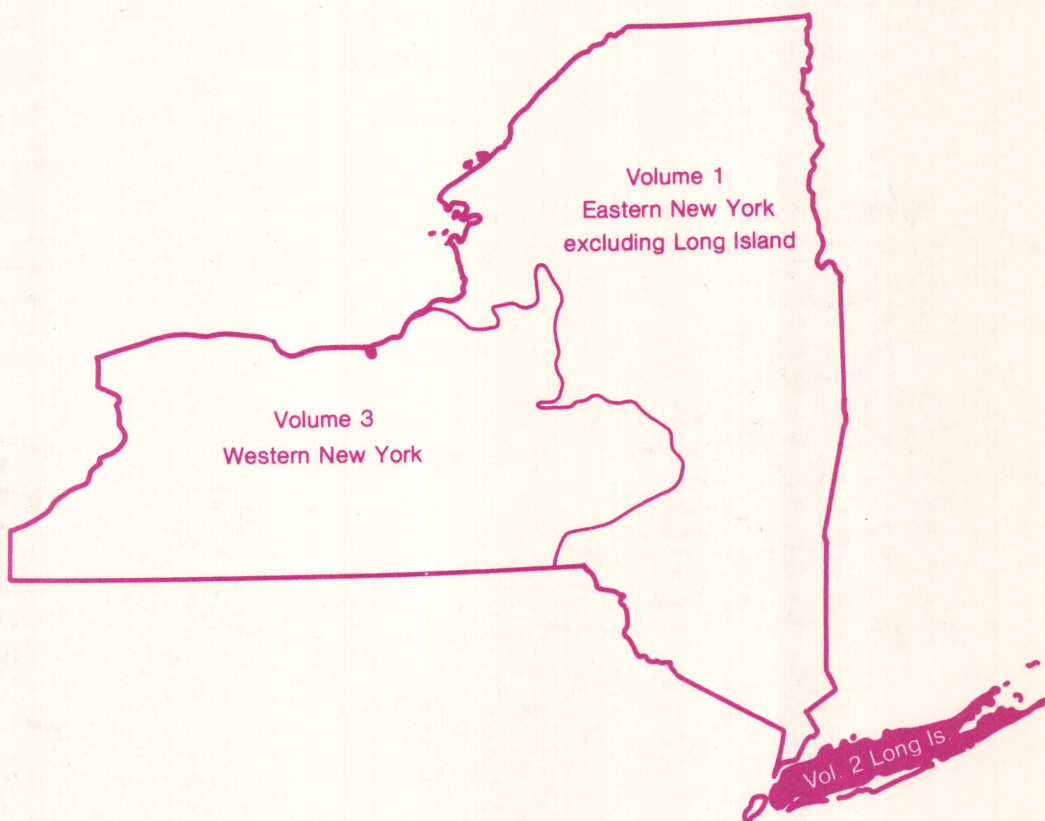 Volume 1
Eastern New York
excluding Long Island
Volume 3
Western New York
Vol. 2 Long Is.